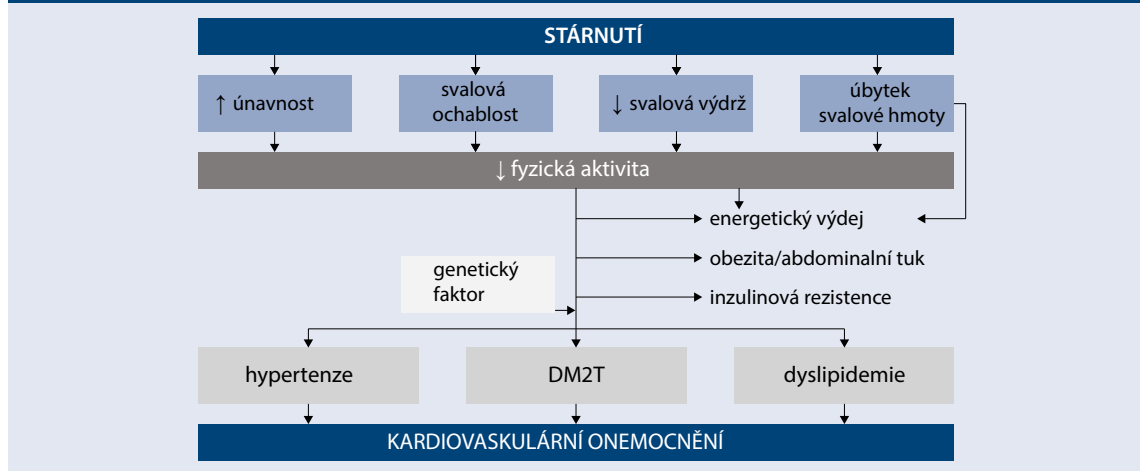 STÁRNUTÍ
↑ únavnost
svalová
ochablost
↓ svalová výdrž
úbytek
svalové hmoty
↓ fyzická aktivita
energetický výdej
obezita/abdominalní tuk
genetický
faktor
inzulinová rezistence
hypertenze
DM2T
dyslipidemie
KARDIOVASKULÁRNÍ ONEMOCNĚNÍ